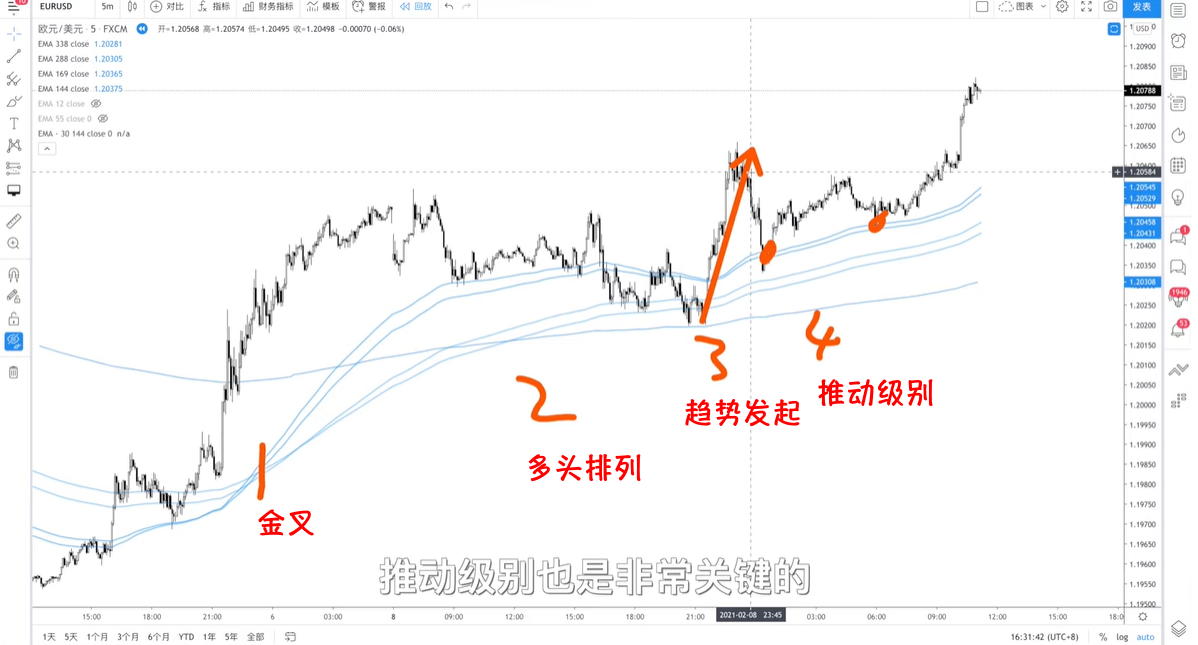 EURUSD 5m 对比 指标 财务指标 模板 警报 回放 图表 发表
10
欧元/美元 · 5 · FXCM 开=1.20568 高=1.20574 低=1.20495 收=1.20498 −0.00070 (−0.06%)
USD
EMA 338 close 1.20281
EMA 288 close 1.20305
EMA 169 close 1.20365
EMA 144 close 1.20375
EMA 12 close
EMA 55 close 0
EMA - 30 144 close 0 n/a
1.20900
1.20850
1.20788
1.20750
1.20700
1.20650
1.20584
1.20545
1.20529
1.20500
1.20458
1.20431
1.20400
1.20350
1.20308
1.20250
1.20200
1.20150
1.20100
1.20050
1.20000
1.19950
1.19900
1.19850
1.19800
1.19750
1.19700
1.19650
1.19600
1.19550
1.19500
1
1946
53
4
3
推动级别
2
趋势发起
多头排列
1
金叉
推动级别也是非常关键的
15:00 18:00 21:00 6 03:00 8 09:00 12:00 15:00 18:00 21:00 2021-02-08 23:45 03:00 06:00 09:00 12:00 15:00 18:0
1天 5天 1个月 3个月 6个月 YTD 1年 5年 全部 16:31:42 (UTC+8) % log auto